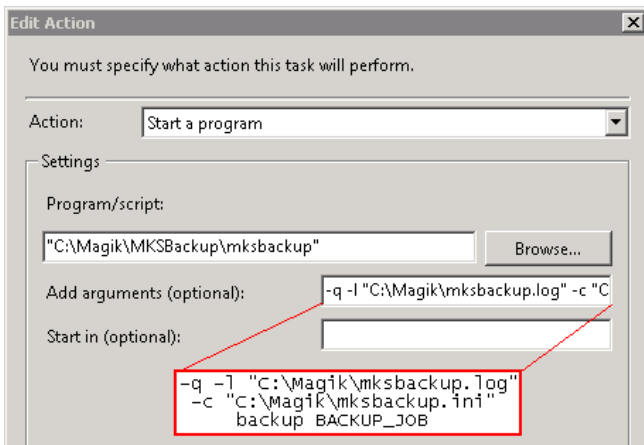 Edit Action
You must specify what action this task will perform.
Action:
Start a program
Settings
Program/script:
"C:\Magik\MKSBackup\mksbackup"
Browse...
Add arguments (optional):
-q -l "C:\Magik\mksbackup.log" -c "C
Start in (optional):
-q -l "C:\Magik\mksbackup.log"
-c "C:\Magik\mksbackup.ini"
backup BACKUP_JOB